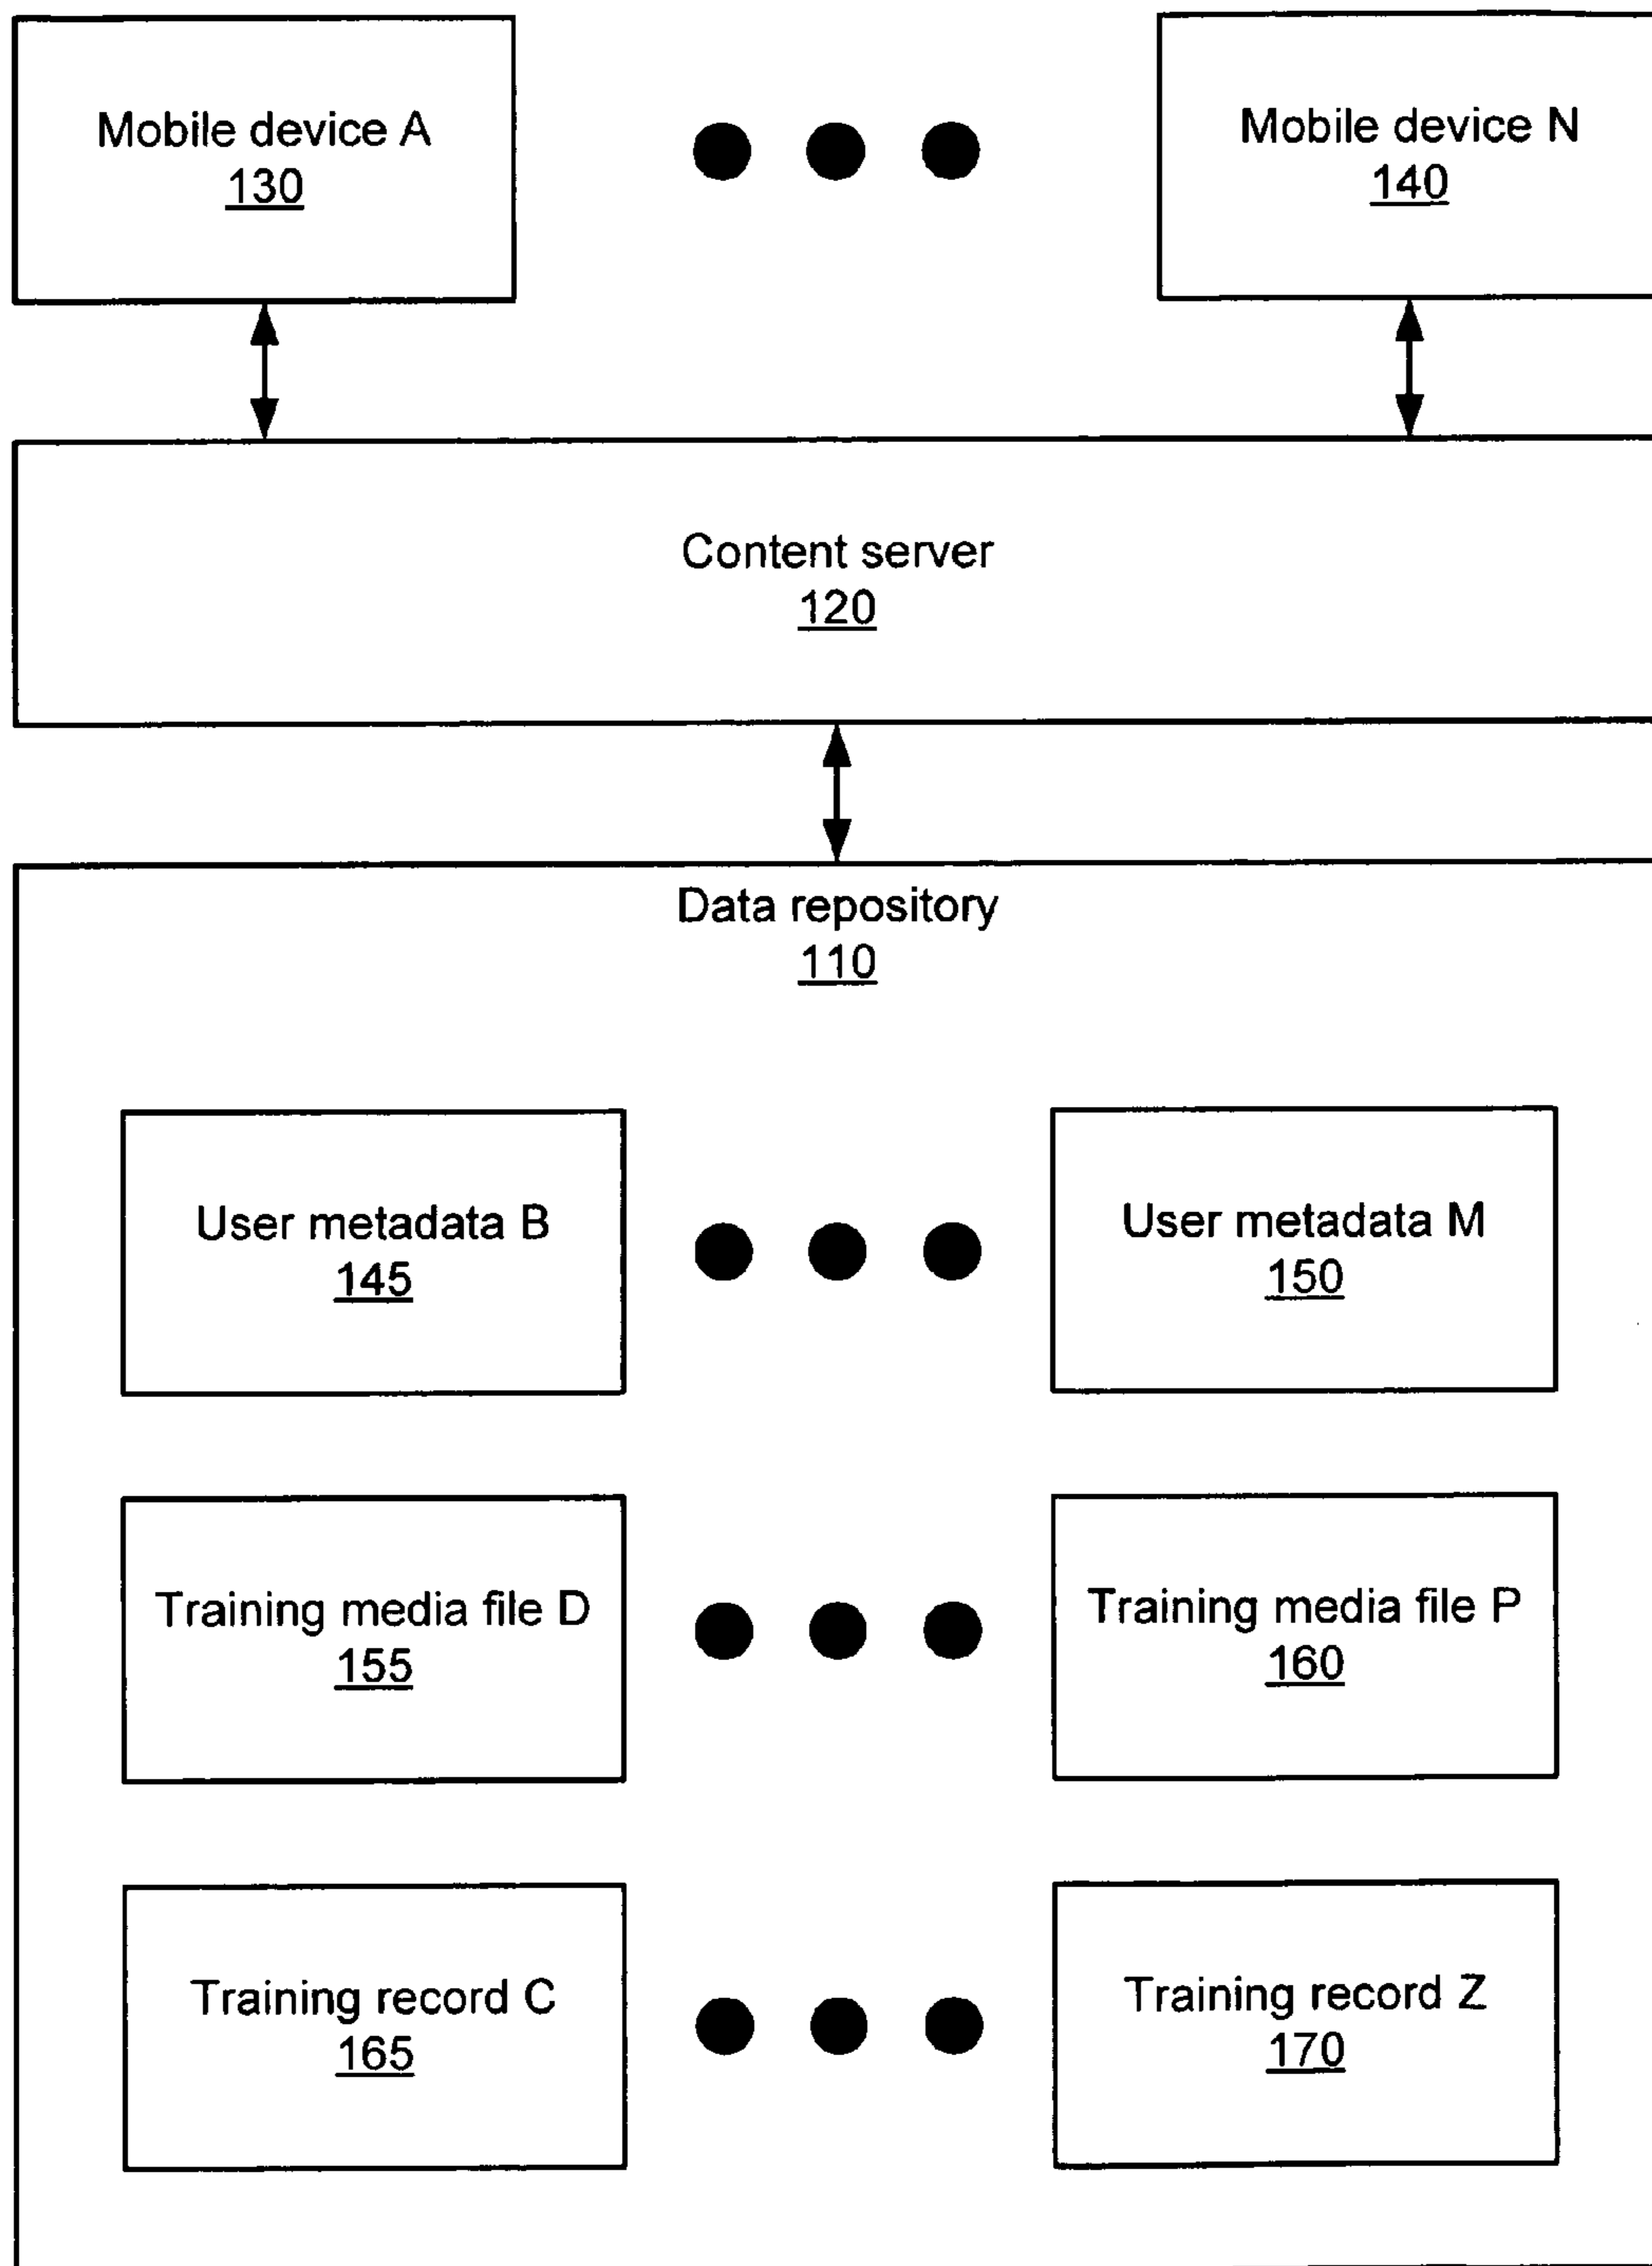 Mobile device A
130
Mobile device N
140
Content server
120
Data repository
110
User metadata B
145
User metadata M
150
Training media file D
155
Training media file P
160
Training record C
165
Training record Z
170